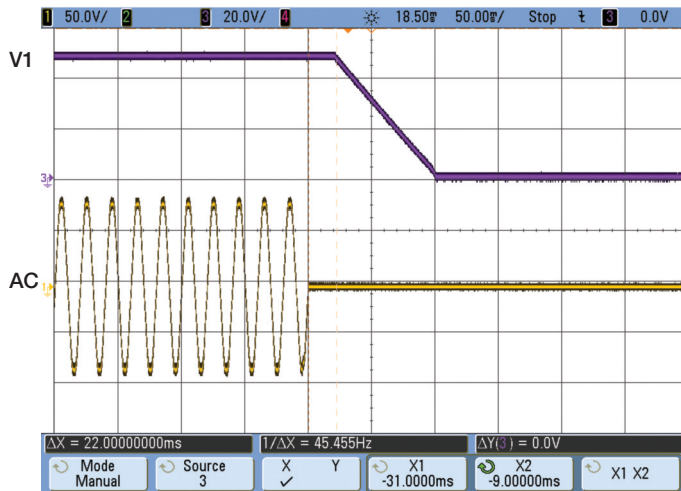 1 50.0V/ 2 3 20.0V/ 4 18.50ms 50.00ms/ Stop 3 0.0V
V1
3
AC
1
ΔX = 22.00000000ms 1/ΔX = 45.455Hz ΔY(3) = 0.0V
Mode Source X Y X1 X2 X1 X2
Manual 3 ✓ -31.0000ms -9.00000ms